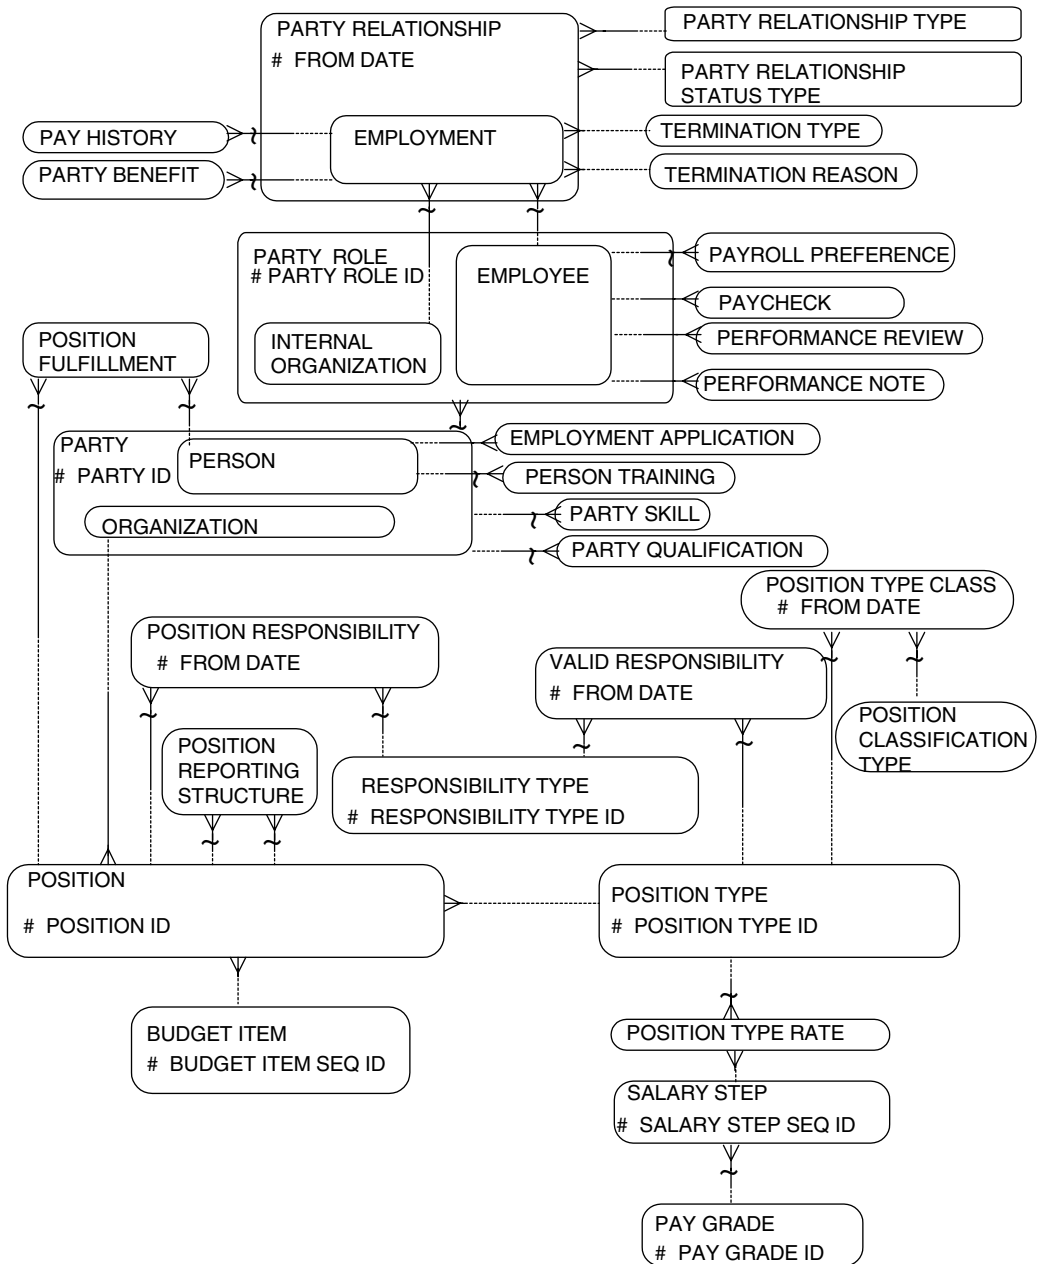 PARTY RELATIONSHIP
# FROM DATE
PARTY RELATIONSHIP TYPE
PARTY RELATIONSHIP
STATUS TYPE
PAY HISTORY
EMPLOYMENT
TERMINATION TYPE
PARTY BENEFIT
TERMINATION REASON
PARTY ROLE
# PARTY ROLE ID
EMPLOYEE
PAYROLL PREFERENCE
PAYCHECK
POSITION
FULFILLMENT
INTERNAL
ORGANIZATION
PERFORMANCE REVIEW
PERFORMANCE NOTE
PARTY
# PARTY ID
PERSON
EMPLOYMENT APPLICATION
PERSON TRAINING
ORGANIZATION
PARTY SKILL
PARTY QUALIFICATION
POSITION TYPE CLASS
# FROM DATE
POSITION RESPONSIBILITY
# FROM DATE
VALID RESPONSIBILITY
# FROM DATE
POSITION
CLASSIFICATION
TYPE
POSITION
REPORTING
STRUCTURE
RESPONSIBILITY TYPE
# RESPONSIBILITY TYPE ID
POSITION
# POSITION ID
POSITION TYPE
# POSITION TYPE ID
BUDGET ITEM
# BUDGET ITEM SEQ ID
POSITION TYPE RATE
SALARY STEP
# SALARY STEP SEQ ID
PAY GRADE
# PAY GRADE ID